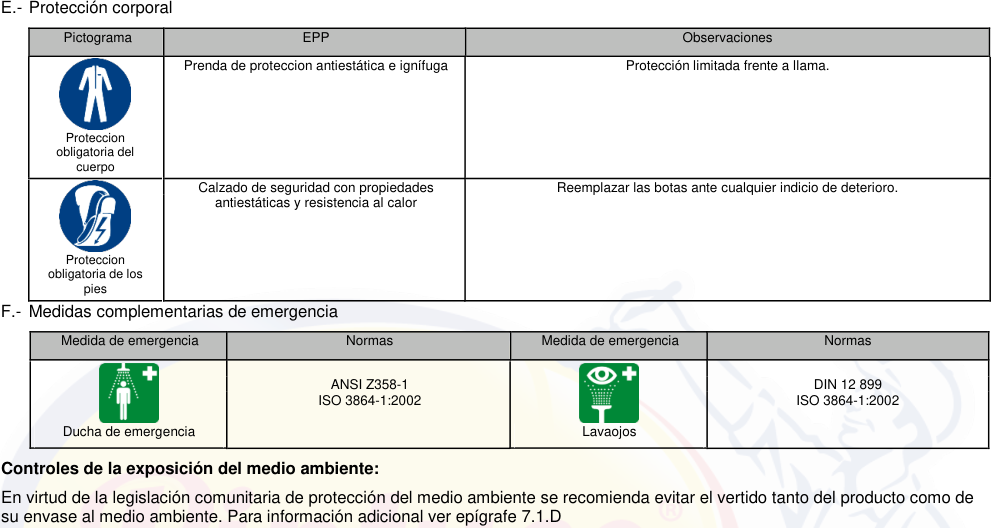 E.- Protección corporal
Pictograma EPP Observaciones
Prenda de proteccion antiestática e ignífuga Protección limitada frente a llama.
Proteccion
obligatoria del
cuerpo
Calzado de seguridad con propiedades
antiestáticas y resistencia al calor
Reemplazar las botas ante cualquier indicio de deterioro.
Proteccion
obligatoria de los
pies
F.- Medidas complementarias de emergencia
Medida de emergencia Normas Medida de emergencia Normas
ANSI Z358-1
ISO 3864-1:2002
Ducha de emergencia
DIN 12 899
ISO 3864-1:2002
Lavaojos
Controles de la exposición del medio ambiente:
En virtud de la legislación comunitaria de protección del medio ambiente se recomienda evitar el vertido tanto del producto como de
su envase al medio ambiente. Para información adicional ver epígrafe 7.1.D
®